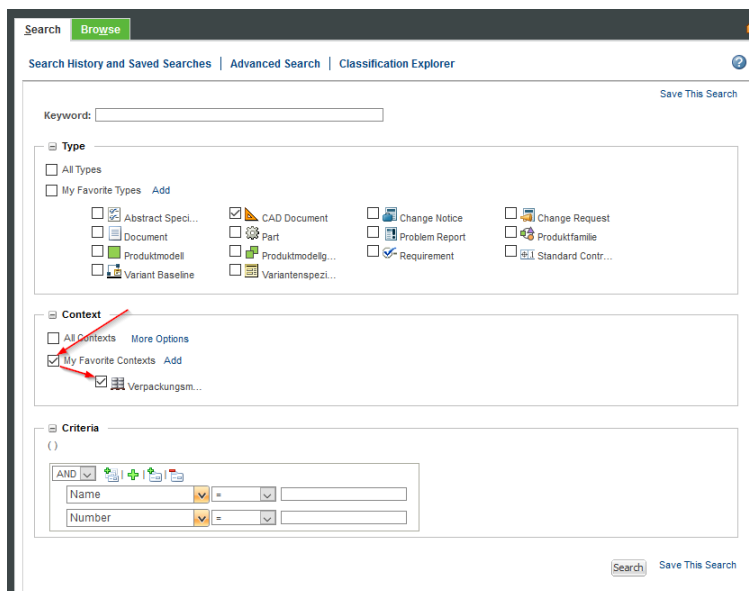 Search Browse
Search History and Saved Searches | Advanced Search | Classification Explorer
Save This Search
Keyword:
Type
All Types
My Favorite Types Add
Abstract Speci... CAD Document Change Notice Change Request
Document Part Problem Report Produktfamilie
Produktmodell Produktmodellg... Requirement Standard Contr...
Variant Baseline Variantenspezi...
Context
All Contexts More Options
My Favorite Contexts Add
Verpackungsm...
Criteria
( )
AND
Name =
Number =
Search Save This Search